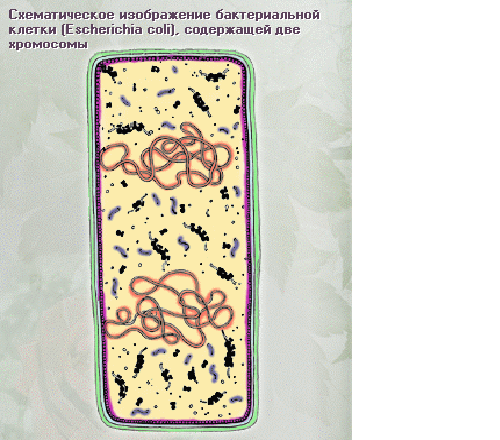 Схематическое изображение бактериальной
клетки (Escherichia coli), содержащей две
хромосомы